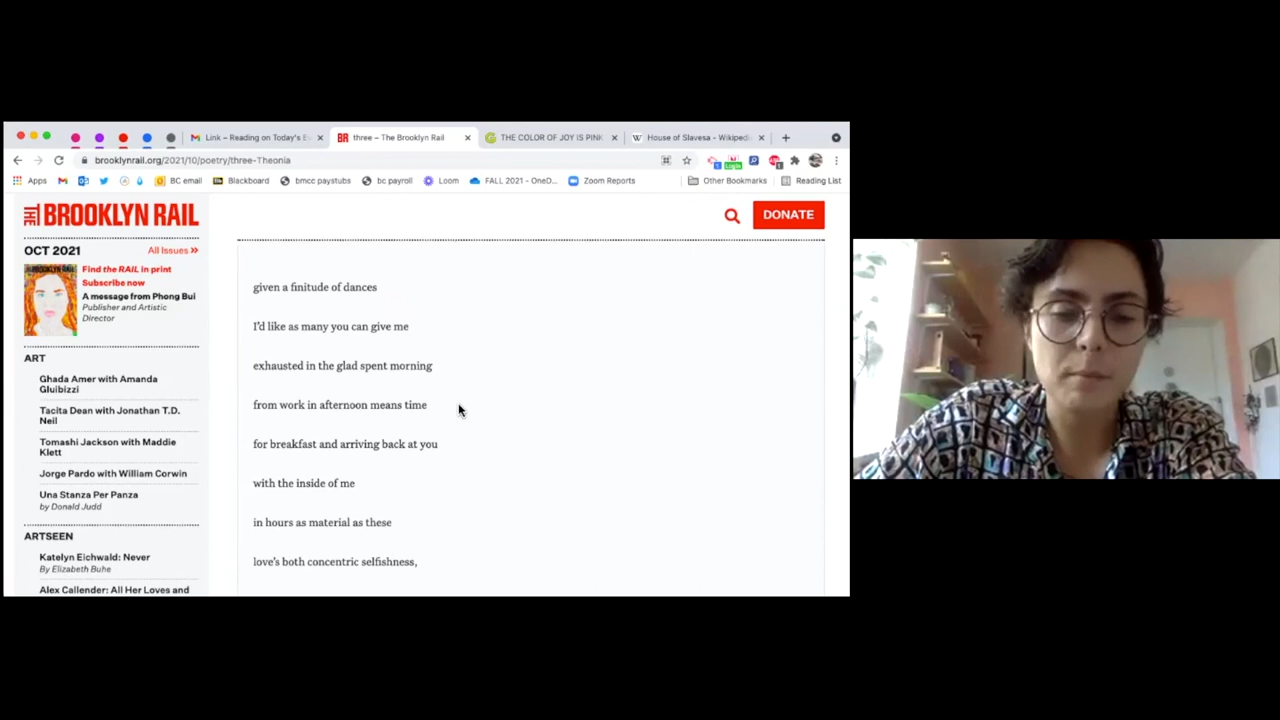 Link – Reading on Today's Ev
three – The Brooklyn Rail
THE COLOR OF JOY IS PINK
House of Slavesa - Wikipedi
brooklynrail.org/2021/10/poetry/three-Theonia
Apps
BC email
Blackboard
bmcc paystubs
bc payroll
Loom
FALL 2021 - OneD...
Zoom Reports
Other Bookmarks
Reading List
THE BROOKLYN RAIL
DONATE
OCT 2021
All Issues
Find the RAIL in print
Subscribe now
A message from Phong Bui
Publisher and Artistic
Director
ART
Ghada Amer with Amanda
Gluibizzi
Tacita Dean with Jonathan T.D.
Neil
Tomashi Jackson with Maddie
Klett
Jorge Pardo with William Corwin
Una Stanza Per Panza
by Donald Judd
ARTSEEN
Katelyn Eichwald: Never
By Elizabeth Buhe
Alex Callender: All Her Loves and
given a finitude of dances
I'd like as many you can give me
exhausted in the glad spent morning
from work in afternoon means time
for breakfast and arriving back at you
with the inside of me
in hours as material as these
love's both concentric selfishness,